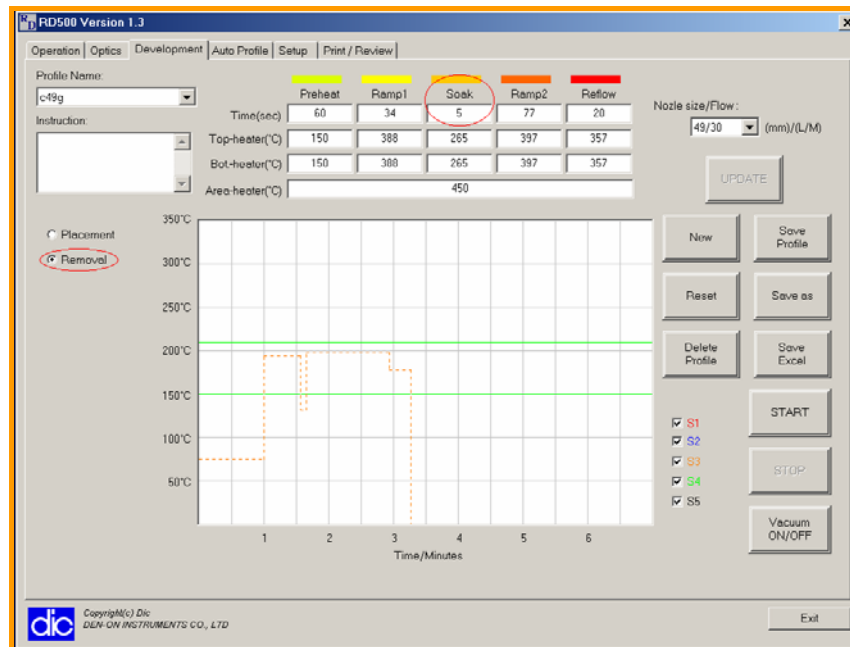 RD500 Version 1.3
Operation Optics Development Auto Profile Setup Print / Review
Profile Name:
c49g
Instruction:
Preheat Ramp1 Soak Ramp2 Reflow
Time(sec) 60 34 5 77 20
Top-heater(°C) 150 388 265 397 357
Bot.-heater(°C) 150 388 265 397 357
Area-heater(°C) 450
Nozle size/Flow :
49/30 (mm)/(L/M)
UPDATE
Placement
Removal
350°C
300°C
250°C
200°C
150°C
100°C
50°C
1 2 3 4 5 6
Time/Minutes
New
Save Profile
Reset
Save as
Delete Profile
Save Excel
START
S1
S2
S3
S4
S5
STOP
Vacuum ON/OFF
dic
Copyright(c) Dic
DEN-ON INSTRUMENTS CO., LTD
Exit